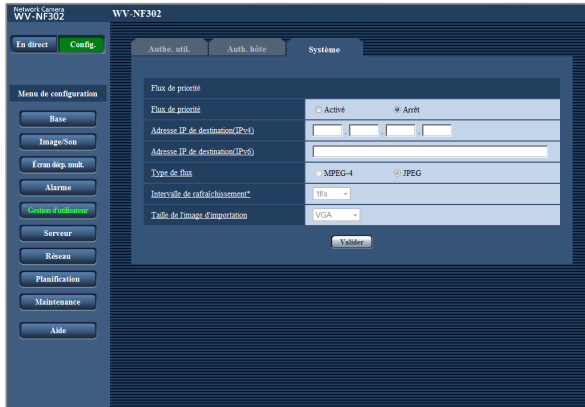 Network Camera
WV-NF302
WV-NF302
En direct
Config.
Authe. util.
Auth. hôte
Système
Menu de configuration
Base
Image/Son
Écran décp. mult.
Alarme
Gestion d'utilisateur
Serveur
Réseau
Planification
Maintenance
Aide
Flux de priorité
Flux de priorité
Activé
Arrêt
Adresse IP de destination(IPv4)
. . .
Adresse IP de destination(IPv6)
Type de flux
MPEG-4
JPEG
Intervalle de rafraîchissement*
1f/s
Taille de l'image d'importation
VGA
Valider